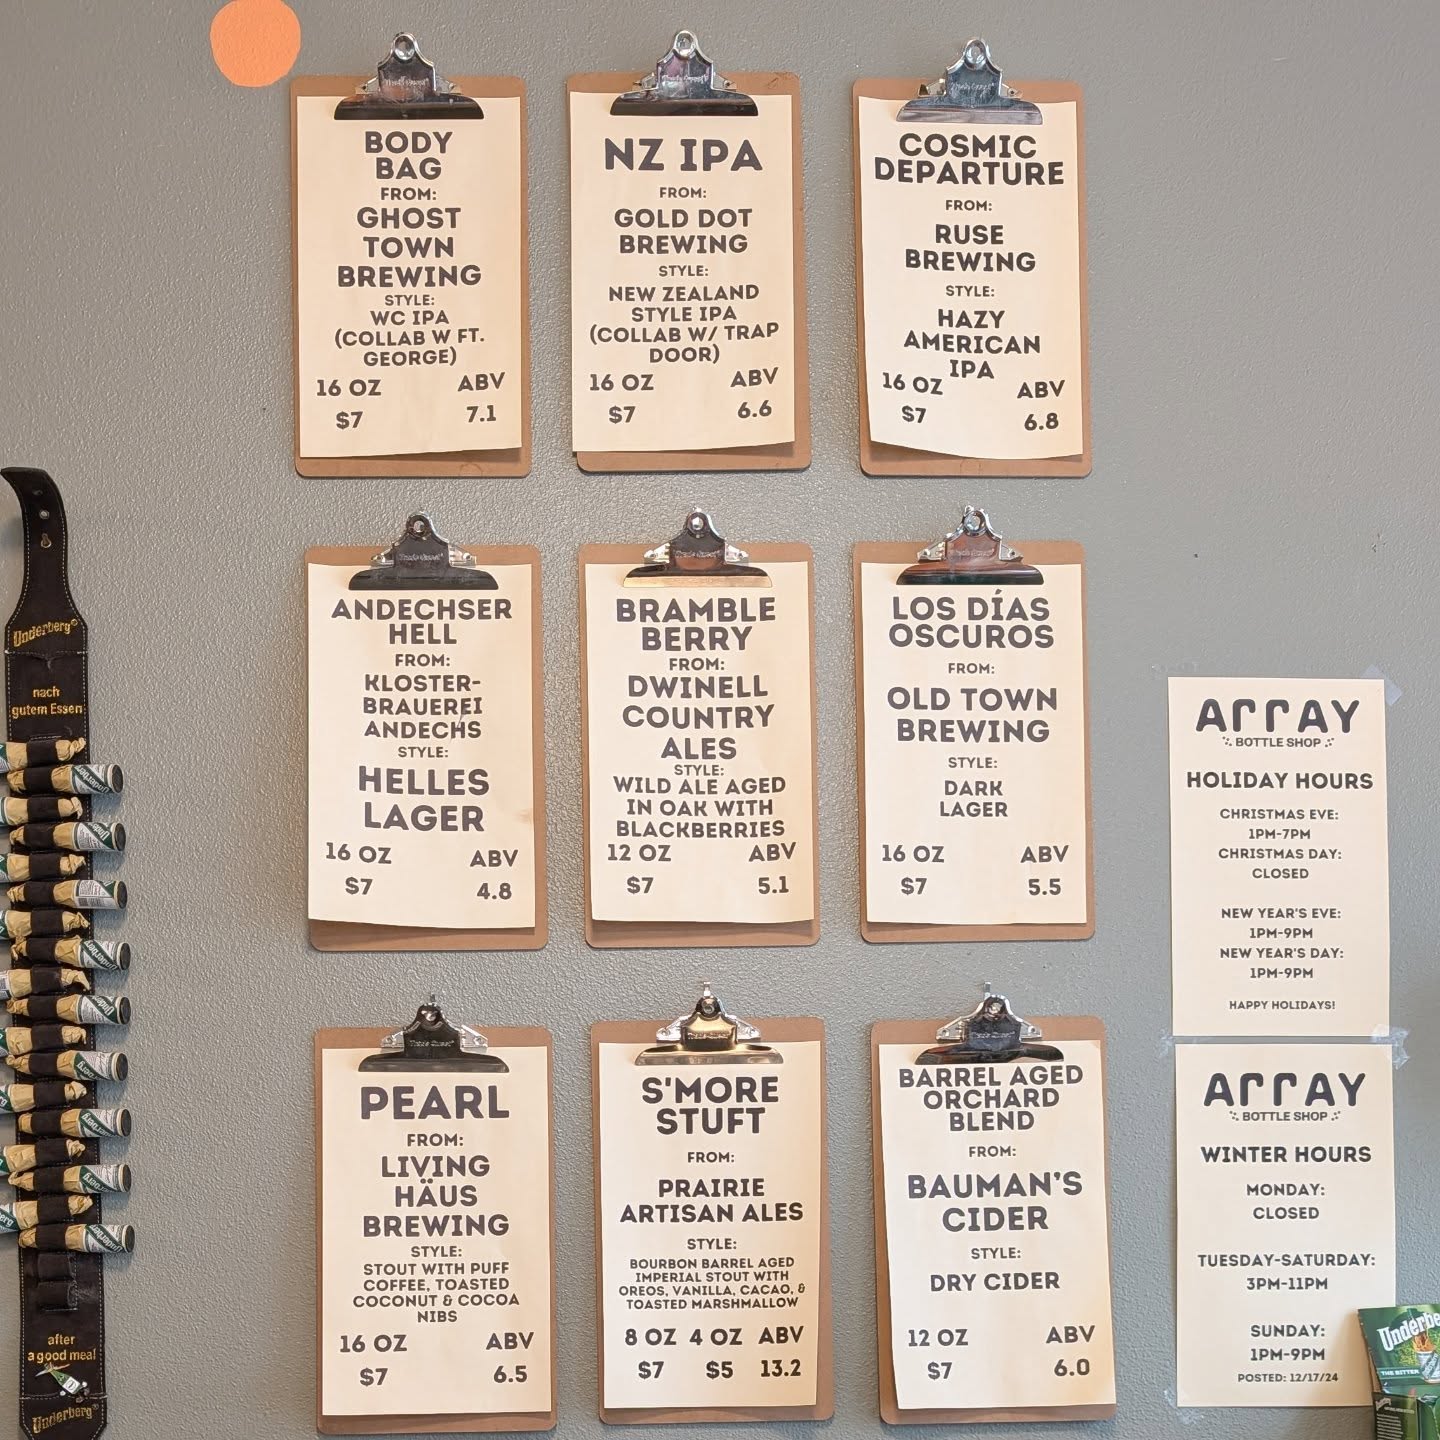 BODY
BAG
FROM:
GHOST
TOWN
BREWING
STYLE:
WC IPA
(COLLAB W FT.
GEORGE)
16 OZ ABV
$7 7.1
NZ IPA
FROM:
GOLD DOT
BREWING
STYLE:
NEW ZEALAND
STYLE IPA
(COLLAB W/ TRAP
DOOR)
16 OZ ABV
$7 6.6
COSMIC
DEPARTURE
FROM:
RUSE
BREWING
STYLE:
HAZY
AMERICAN
IPA
16 OZ ABV
$7 6.8
ANDECHSER
HELL
FROM:
KLOSTER-
BRAUEREI
ANDECHS
STYLE:
HELLES
LAGER
16 OZ ABV
$7 4.8
BRAMBLE
BERRY
FROM:
DWINELL
COUNTRY
ALES
STYLE:
WILD ALE AGED
IN OAK WITH
BLACKBERRIES
12 OZ ABV
$7 5.1
LOS DÍAS
OSCUROS
FROM:
OLD TOWN
BREWING
STYLE:
DARK
LAGER
16 OZ ABV
$7 5.5
PEARL
FROM:
LIVING
HÄUS
BREWING
STYLE:
STOUT WITH PUFF
COFFEE, TOASTED
COCONUT & COCOA
NIBS
16 OZ ABV
$7 6.5
S'MORE
STUFT
FROM:
PRAIRIE
ARTISAN ALES
STYLE:
BOURBON BARREL AGED
IMPERIAL STOUT WITH
OREOS, VANILLA, CACAO, &
TOASTED MARSHMALLOW
8 OZ 4 OZ ABV
$7 $5 13.2
BARREL AGED
ORCHARD
BLEND
FROM:
BAUMAN'S
CIDER
STYLE:
DRY CIDER
12 OZ ABV
$7 6.0
ARRAY
BOTTLE SHOP
HOLIDAY HOURS
CHRISTMAS EVE:
1PM-7PM
CHRISTMAS DAY:
CLOSED
NEW YEAR'S EVE:
1PM-9PM
NEW YEAR'S DAY:
1PM-9PM
HAPPY HOLIDAYS!
ARRAY
BOTTLE SHOP
WINTER HOURS
MONDAY:
CLOSED
TUESDAY-SATURDAY:
3PM-11PM
SUNDAY:
1PM-9PM
POSTED: 12/17/24
Underberg®
nach
gutem Essen
after
a good meal
Underberg®
THE BITTER